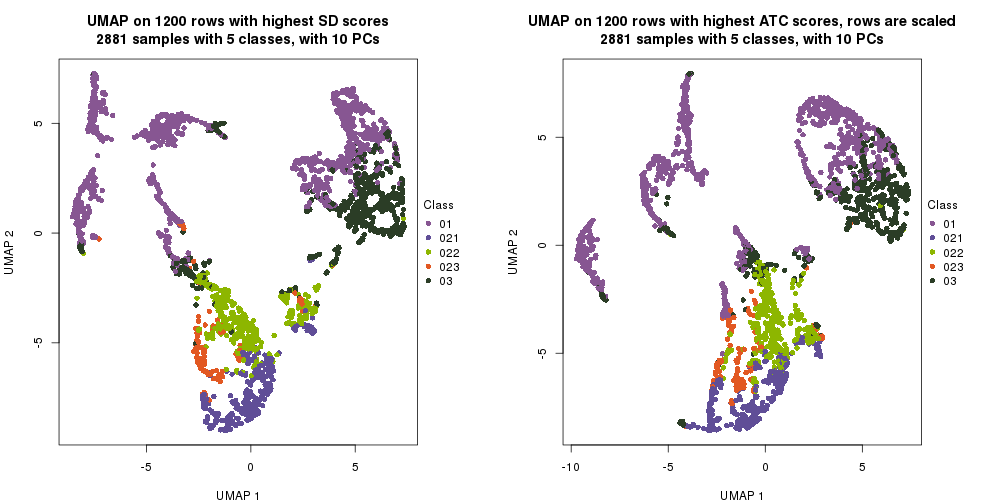 UMAP on 1200 rows with highest SD scores
2881 samples with 5 classes, with 10 PCs
5
0
-5
UMAP 2
-5
0
5
UMAP 1
Class
01
021
022
023
03
UMAP on 1200 rows with highest ATC scores, rows are scaled
2881 samples with 5 classes, with 10 PCs
5
0
-5
UMAP 2
-10
-5
0
5
UMAP 1
Class
01
021
022
023
03